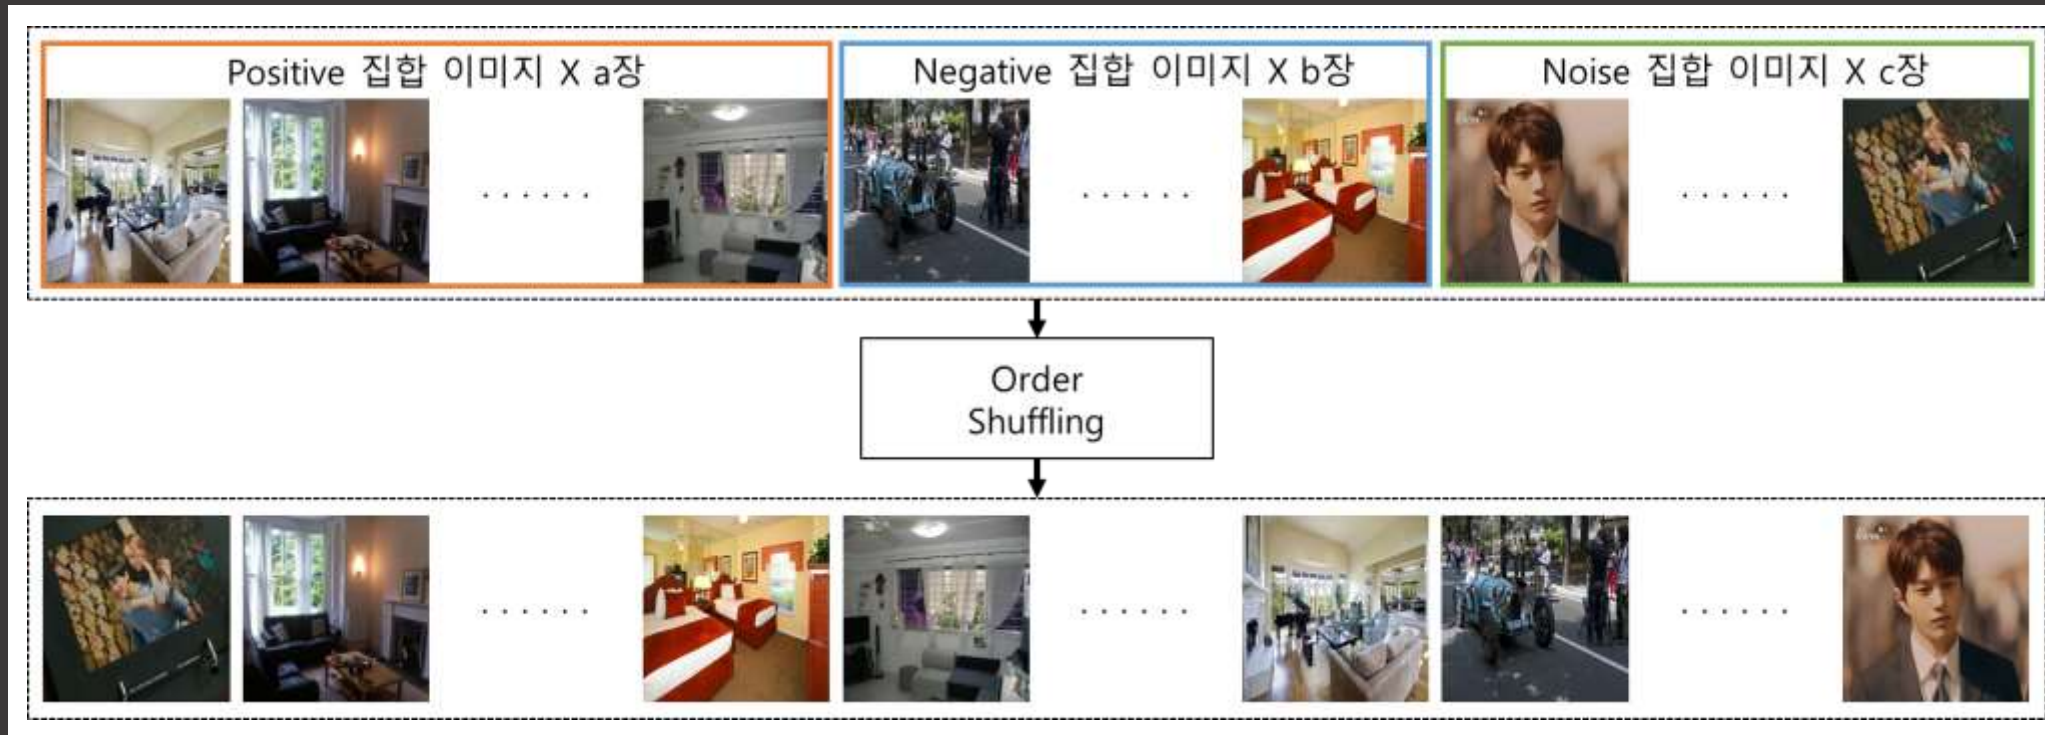 Positive 집합 이미지 X a장
Negative 집합 이미지 X b장
Noise 집합 이미지 X c장
. . . . . .
. . . . . .
. . . . . .
Order
Shuffling
. . . . . .
. . . . . .
. . . . . .